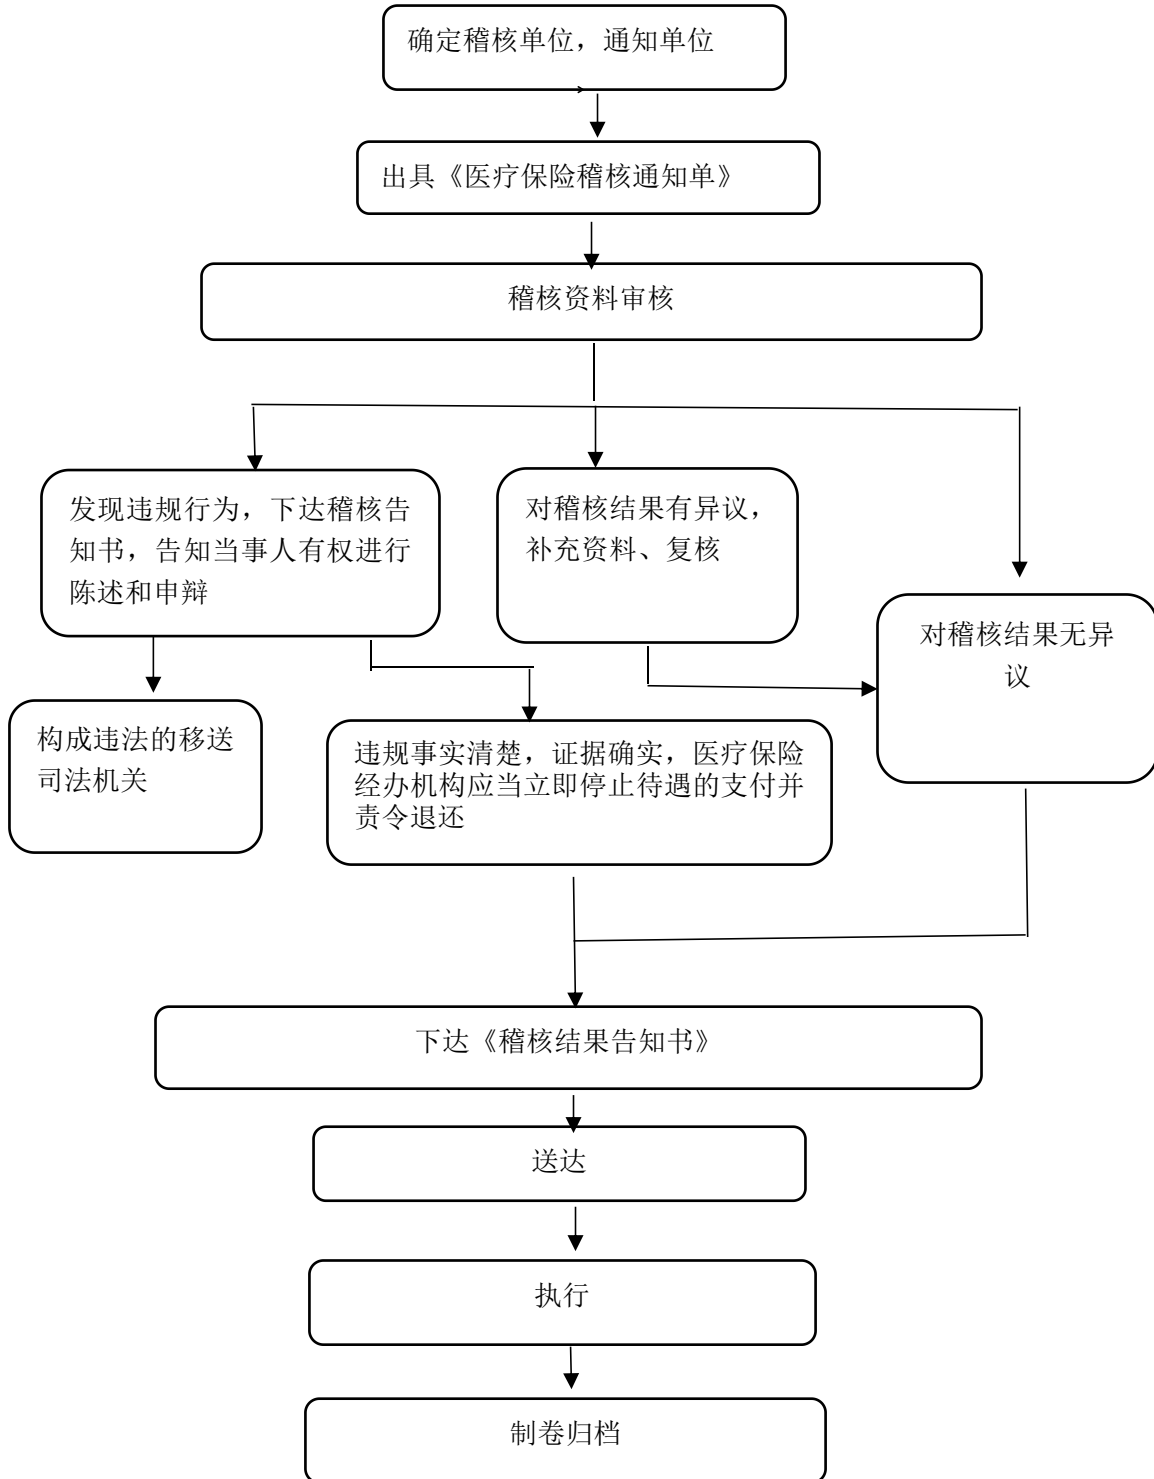 确定稽核单位，通知单位
出具《医疗保险稽核通知单》
稽核资料审核
发现违规行为，下达稽核告
知书，告知当事人有权进行
陈述和申辩
对稽核结果有异议，
补充资料、复核
对稽核结果无异
议
构成违法的移送
司法机关
违规事实清楚，证据确实，医疗保险
经办机构应当立即停止待遇的支付并
责令退还
下达《稽核结果告知书》
送达
执行
制卷归档